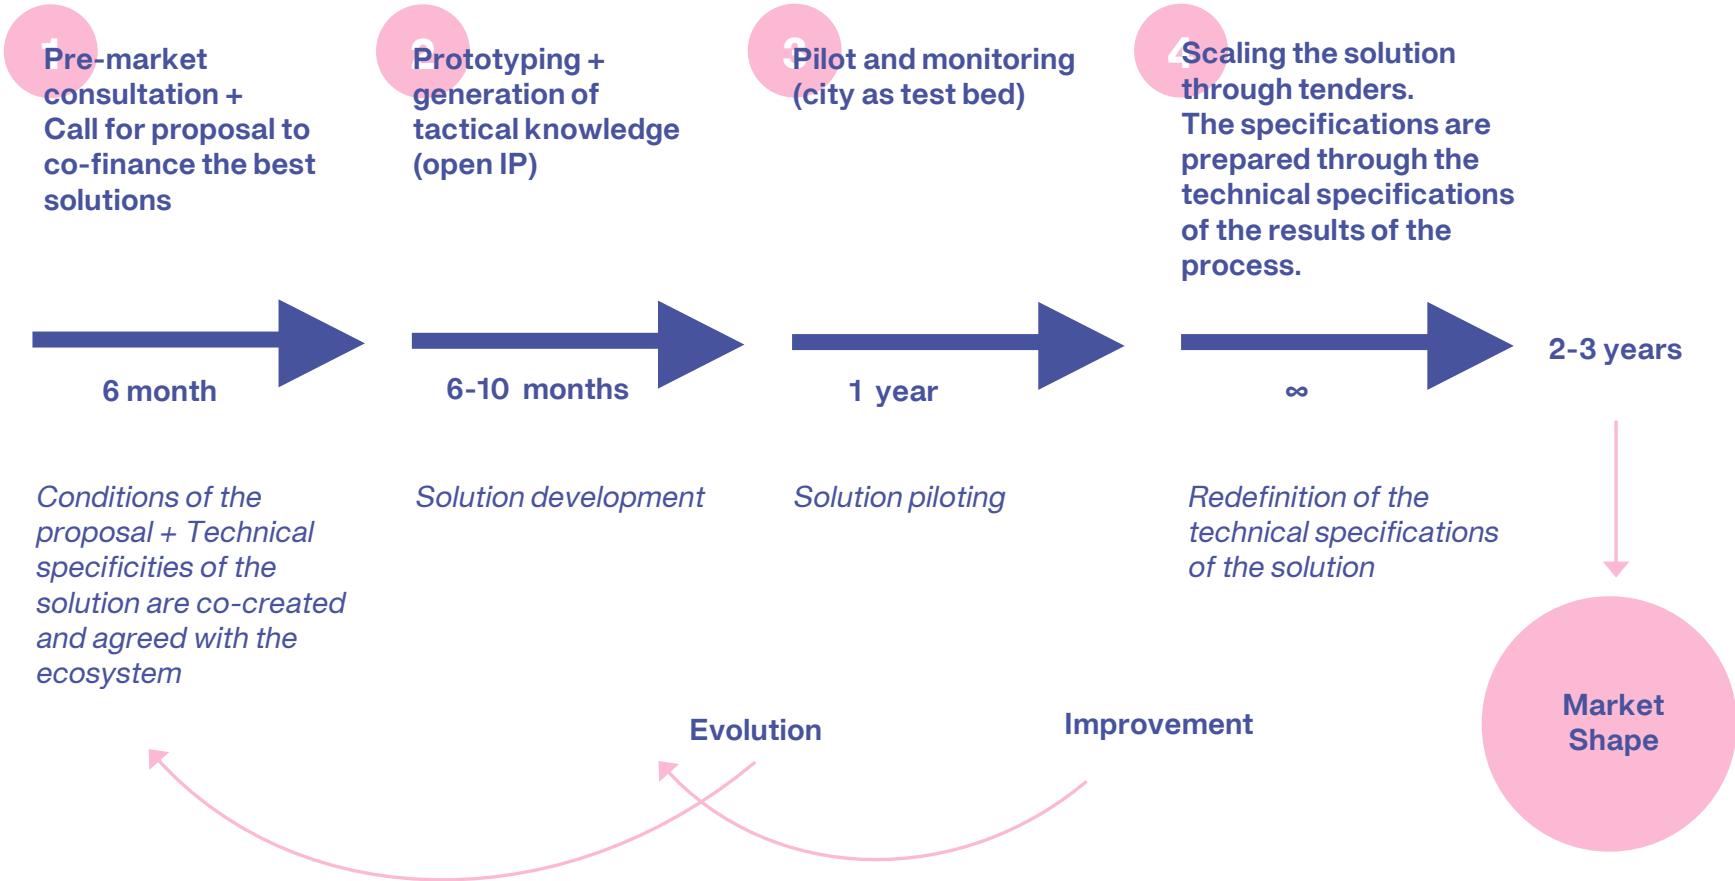 1
Pre-market
consultation +
Call for proposal to
co-finance the best
solutions
2
Prototyping +
generation of
tactical knowledge
(open IP)
3
Pilot and monitoring
(city as test bed)
4
Scaling the solution
through tenders.
The specifications are
prepared through the
technical specifications
of the results of the
process.
6 month
6-10 months
1 year
∞
2-3 years
Conditions of the
proposal + Technical
specificities of the
solution are co-created
and agreed with the
ecosystem
Solution development
Solution piloting
Redefinition of the
technical specifications
of the solution
Evolution
Improvement
Market
Shape